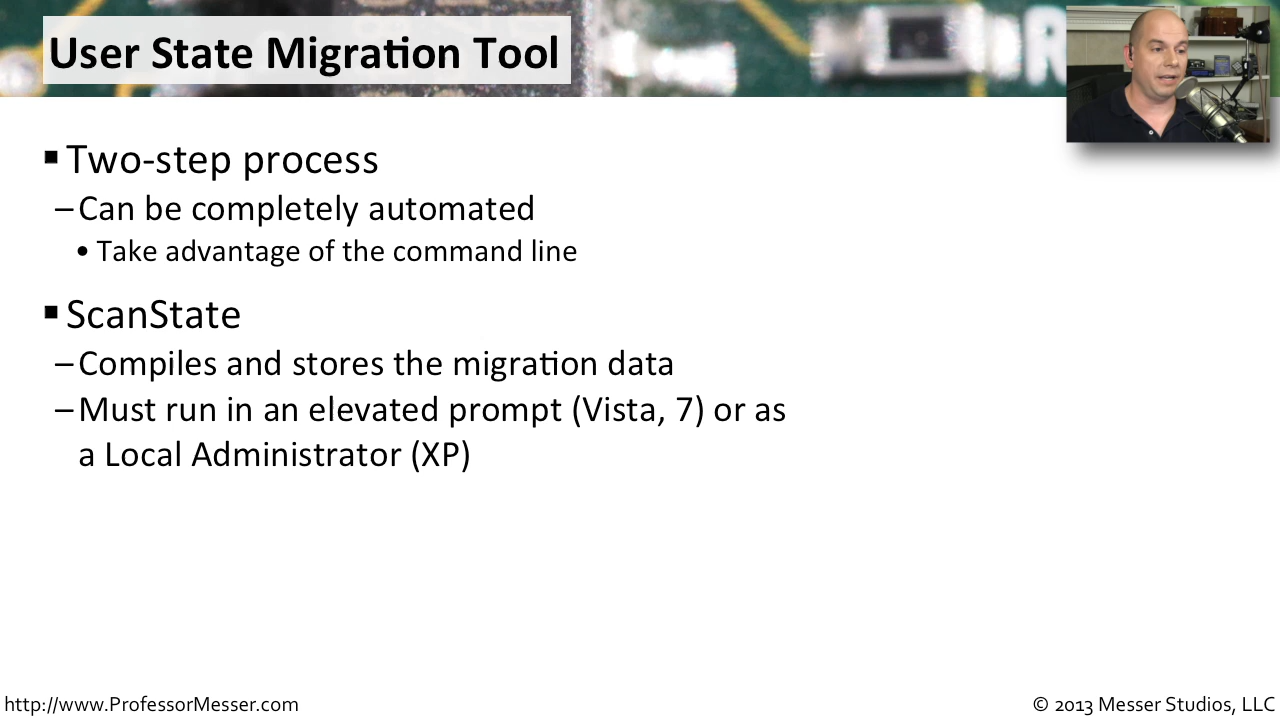 User State Migration Tool
R
▪ Two-step process
– Can be completely automated
• Take advantage of the command line
▪ ScanState
– Compiles and stores the migration data
– Must run in an elevated prompt (Vista, 7) or as
a Local Administrator (XP)
http://www.ProfessorMesser.com
© 2013 Messer Studios, LLC